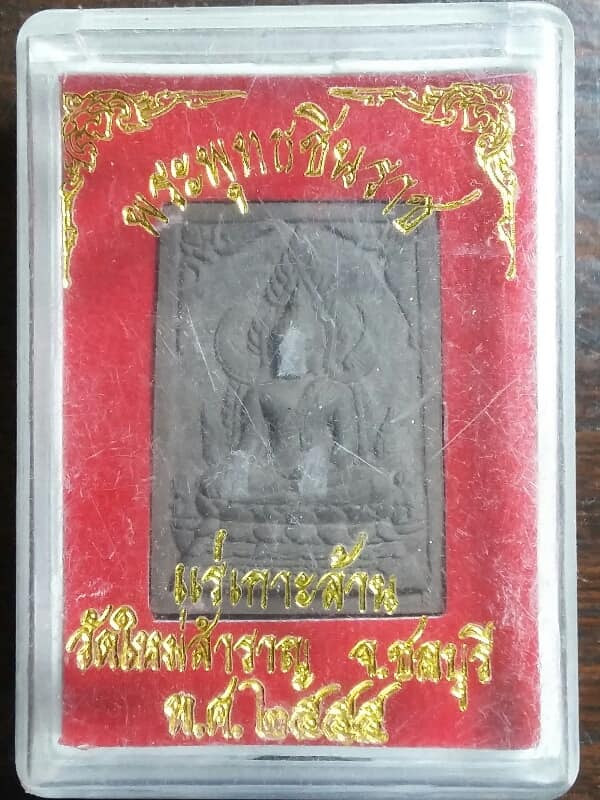 พระพุทธชินราช
แร่เกาะล้าน
วัดใหม่สำราญ จ.ชลบุรี
พ.ศ.๒๕๔๕